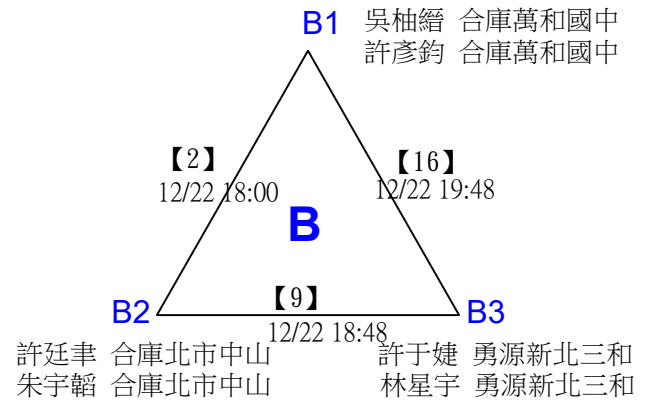 B1 吳柚縉 合庫萬和國中
許彥鈞 合庫萬和國中
【2】 【16】
12/22 18:00 12/22 19:48
B
【9】
B2 B3
12/22 18:48
許廷聿 合庫北市中山 許于婕 勇源新北三和
朱宇韜 合庫北市中山 林星宇 勇源新北三和